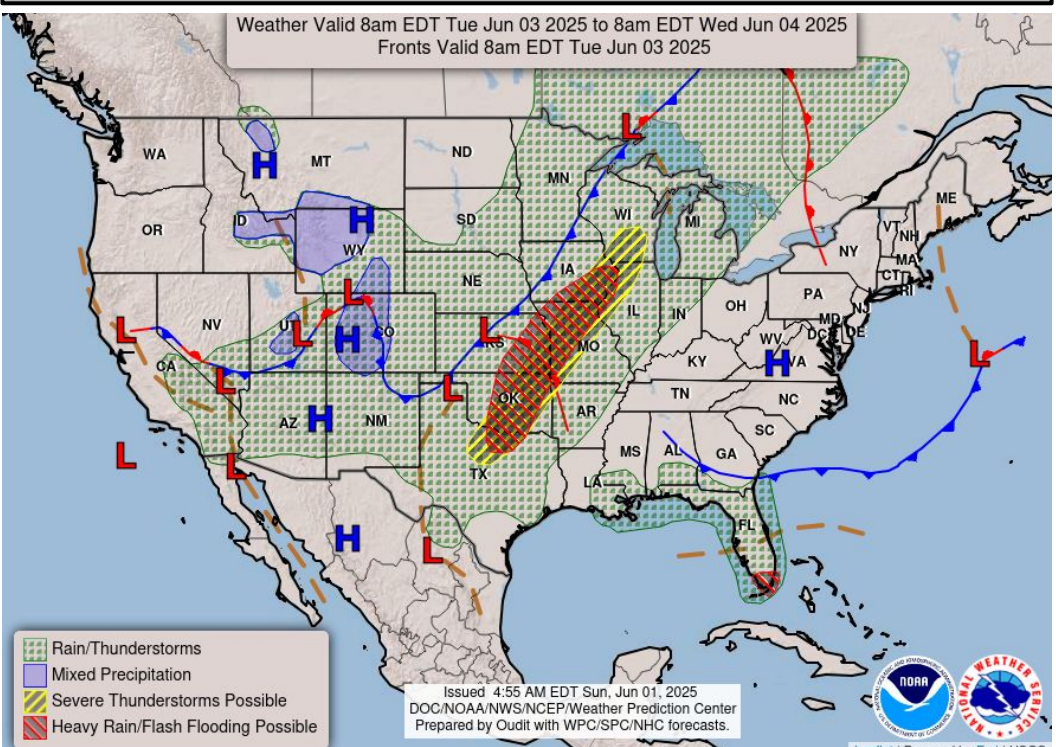 Weather Valid 8am EDT Tue Jun 03 2025 to 8am EDT Wed Jun 04 2025
Fronts Valid 8am EDT Tue Jun 03 2025
L
WA
H
MT
ND
MN
ME
OR
ID
H
WY
SD
WI
MI
VT
NH
NY
MA
CT
RI
L
NV
UT
L
L
H
CO
NE
IA
IL
IN
OH
PA
NJ
MD
DE
DC
WV
VA
H
L
CA
L
L
KS
MO
KY
L
AZ
H
NM
OK
AR
TN
NC
SC
L
L
TX
MS
AL
GA
LA
FL
H
L
Rain/Thunderstorms
Mixed Precipitation
Severe Thunderstorms Possible
Heavy Rain/Flash Flooding Possible
Issued 4:55 AM EDT Sun, Jun 01, 2025
DOC/NOAA/NWS/NCEP/Weather Prediction Center
Prepared by Oudit with WPC/SPC/NHC forecasts.
NOAA
NATIONAL WEATHER SERVICE